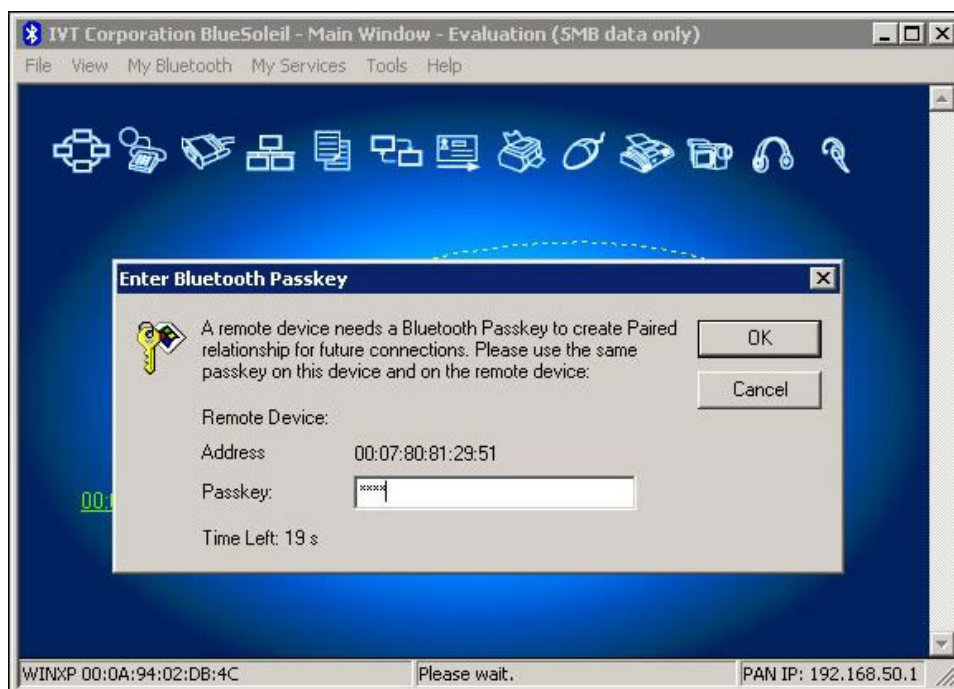 IVT Corporation BlueSoleil - Main Window - Evaluation (5MB data only)
File View My Bluetooth My Services Tools Help
Enter Bluetooth Passkey
A remote device needs a Bluetooth Passkey to create Paired
relationship for future connections. Please use the same
passkey on this device and on the remote device:
OK
Cancel
Remote Device:
Address 00:07:80:81:29:51
Passkey: ****
00:
Time Left: 19 s
WINXP 00:0A:94:02:DB:4C Please wait. PAN IP: 192.168.50.1